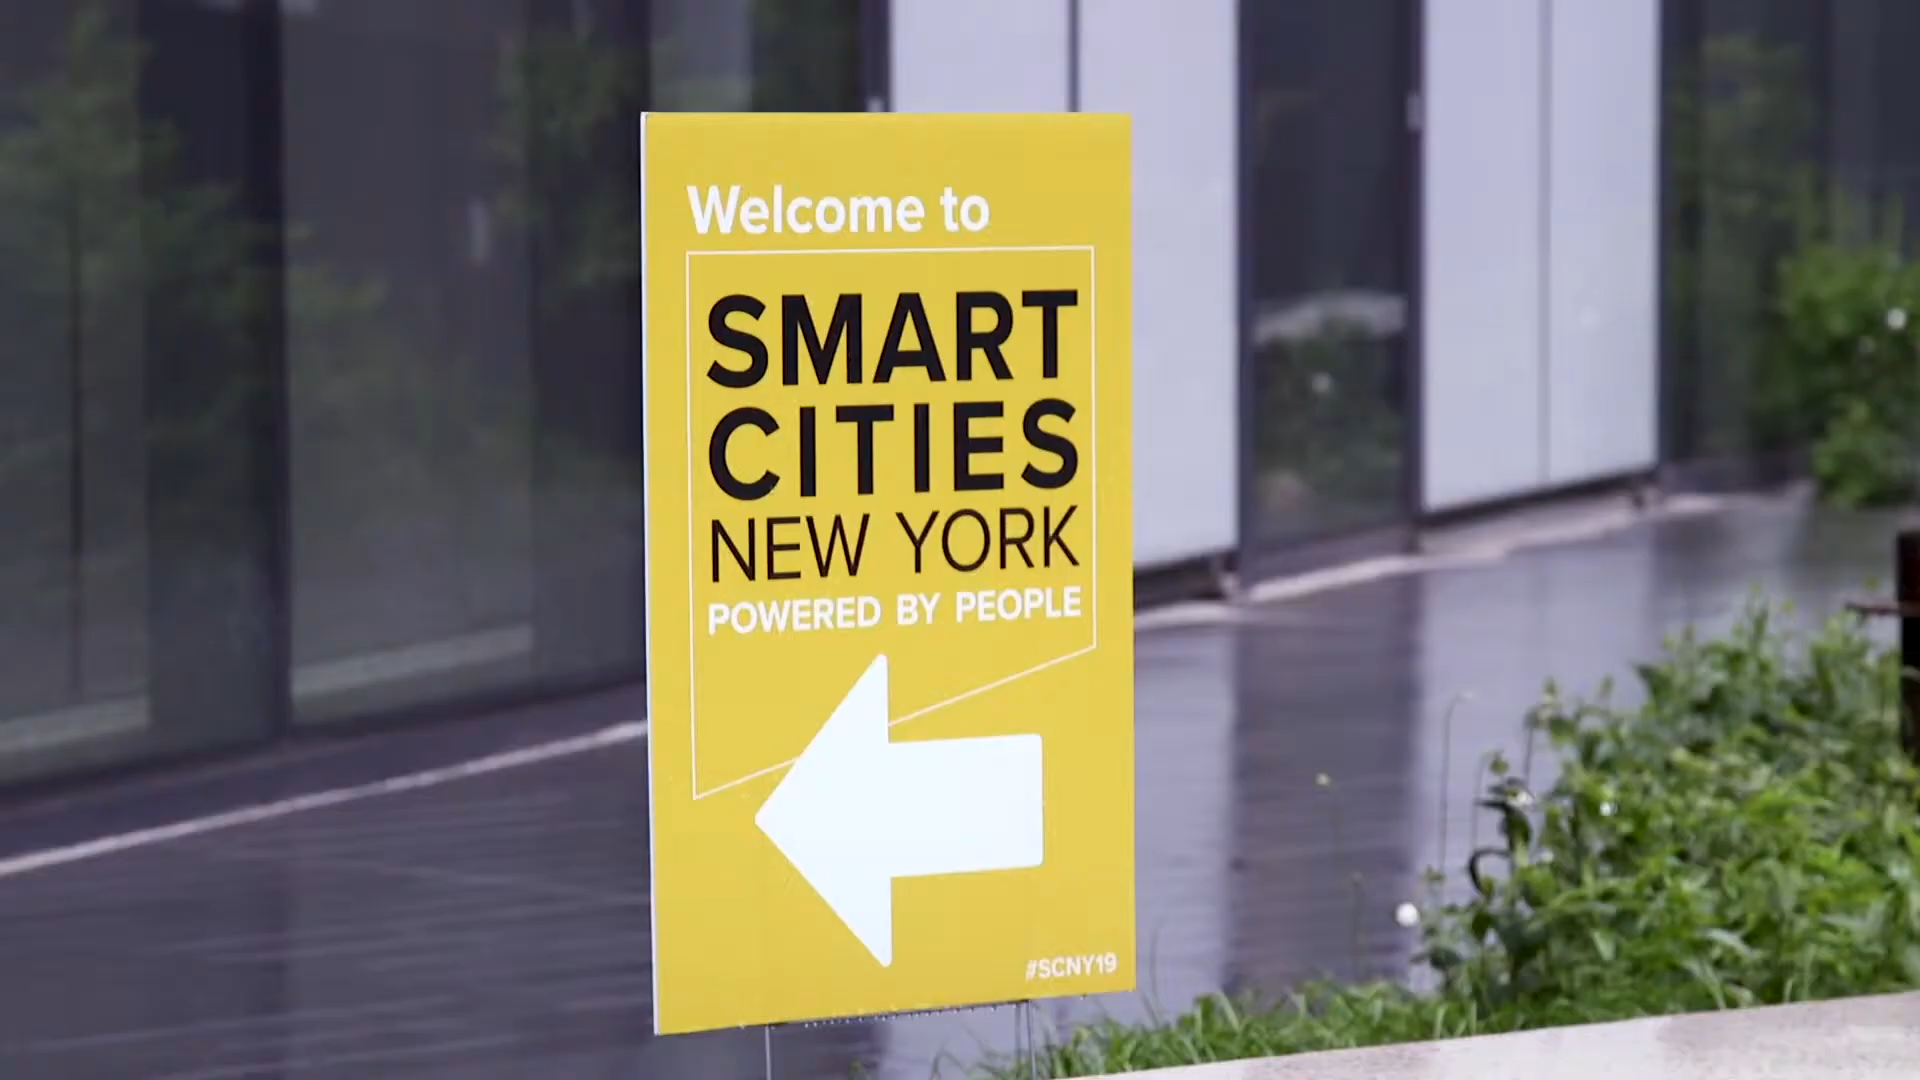 Welcome to
SMART
CITIES
NEW YORK
POWERED BY PEOPLE
#SCNY19